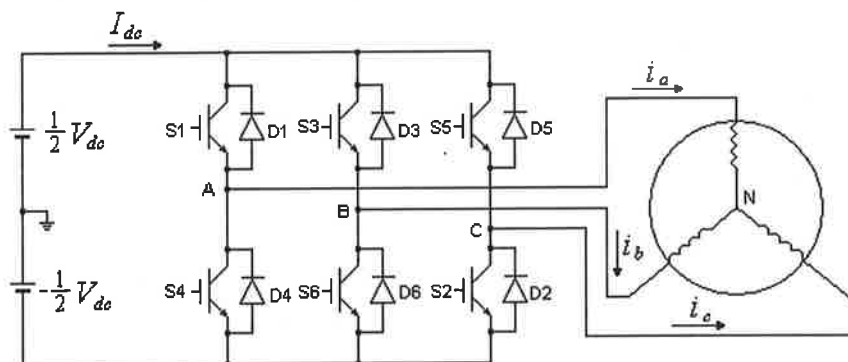 I_dc
i_a
S1 D1 S3 D3 S5 D5
1/2 V_dc
A
B
N
C
i_b
-1/2 V_dc
S4 D4 S6 D6 S2 D2
i_c